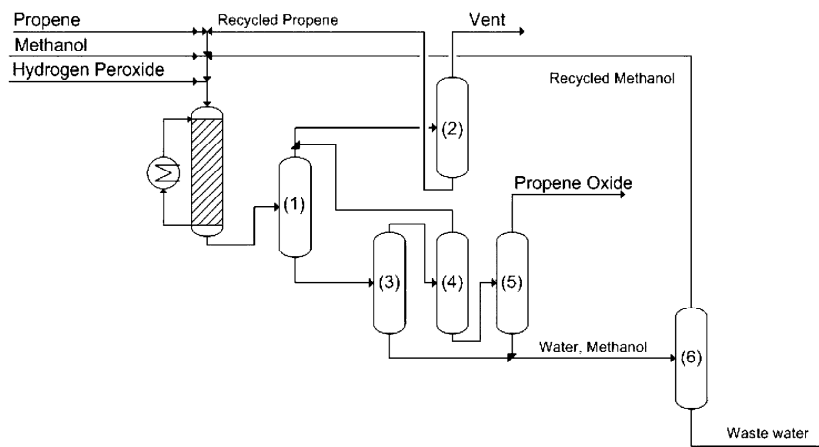 Propene
Recycled Propene
Vent
Methanol
Hydrogen Peroxide
Recycled Methanol
(2)
Propene Oxide
(1)
(3)
(4)
(5)
Water, Methanol
(6)
Waste water